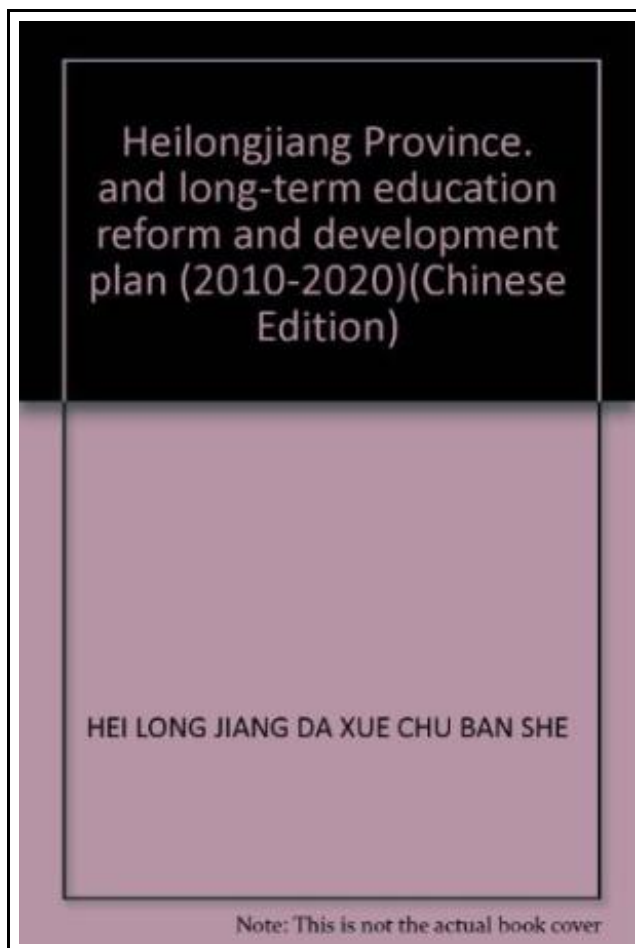 Heilongjiang Province.
and long-term education
reform and development
plan (2010-2020)(Chinese
Edition)
HEI LONG JIANG DA XUE CHU BAN SHE
Note: This is not the actual book cover